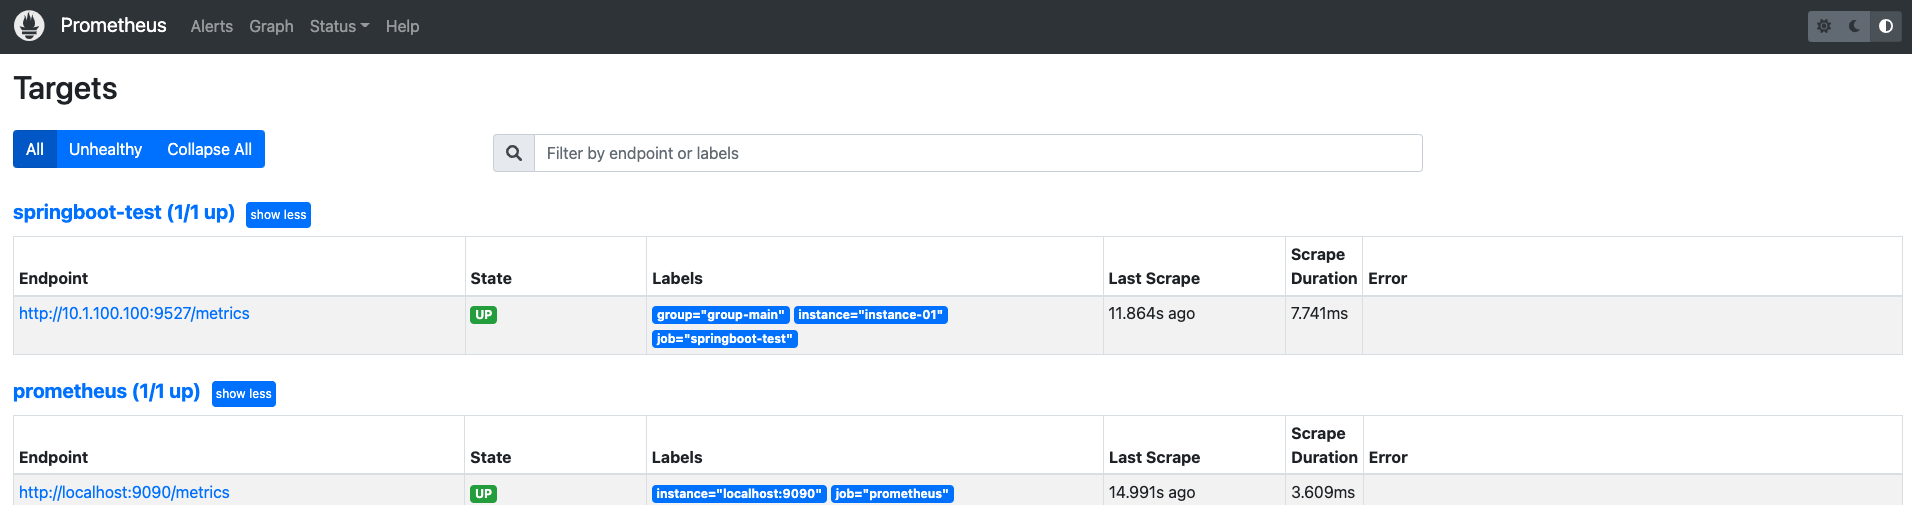 Prometheus Alerts Graph Status Help
Targets
All Unhealthy Collapse All
Filter by endpoint or labels
springboot-test (1/1 up) show less
Endpoint State Labels Last Scrape Scrape Duration Error
http://10.1.100.100:9527/metrics UP group="group-main" instance="instance-01" 11.864s ago 7.741ms
job="springboot-test"
prometheus (1/1 up) show less
Endpoint State Labels Last Scrape Scrape Duration Error
http://localhost:9090/metrics UP instance="localhost:9090" job="prometheus" 14.991s ago 3.609ms